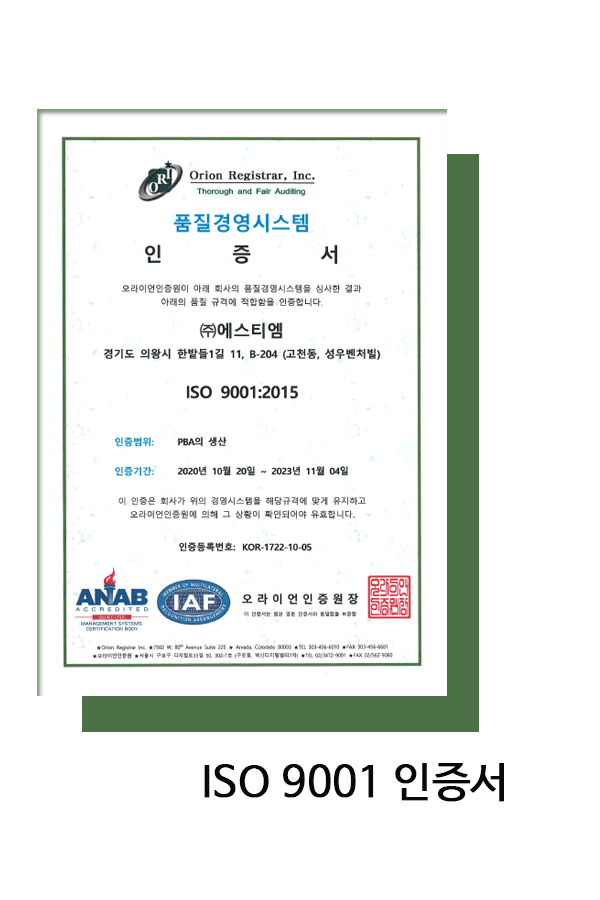 ORI
Orion Registrar, Inc.
Thorough and Fair Auditing
품질경영시스템
인 증 서
오라이언인증원이 아래 회사의 품질경영시스템을 심사한 결과
아래의 품질 규격에 적합함을 인증합니다.
㈜에스티엠
경기도 의왕시 한밭들1길 11, B-204 (고천동, 성우벤처빌)
ISO 9001:2015
인증범위: PBA의 생산
인증기간: 2020년 10월 20일 ~ 2023년 11월 04일
이 인증은 회사가 위의 경영시스템을 해당규격에 맞게 유지하고
오라이언인증원에 의해 그 상황이 확인되어야 유효합니다.
인증등록번호: KOR-1722-10-05
ANAB
ACCREDITED
MANAGEMENT SYSTEMS
CERTIFICATION BODY
MEMBER OF MULTILATERAL
IAF
RECOGNITION ARRANGEMENT
오라이언인증원장
이 인증서는 원본 영문 인증서의 동일함을 보증함
★Orion Registrar Inc. ★7502 W. 80th Avenue Suite 225 ★ Arvada, Colorado 80003 ★TEL 303-456-6010 ★FAX 303-456-6681
★오라이언인증원 ★서울시 구로구 디지털로33길 50, 302-1호 (구로동, 벽산디지털밸리7차) ★TEL 02/3472-9001 ★FAX 02/562-9060
ISO 9001 인증서